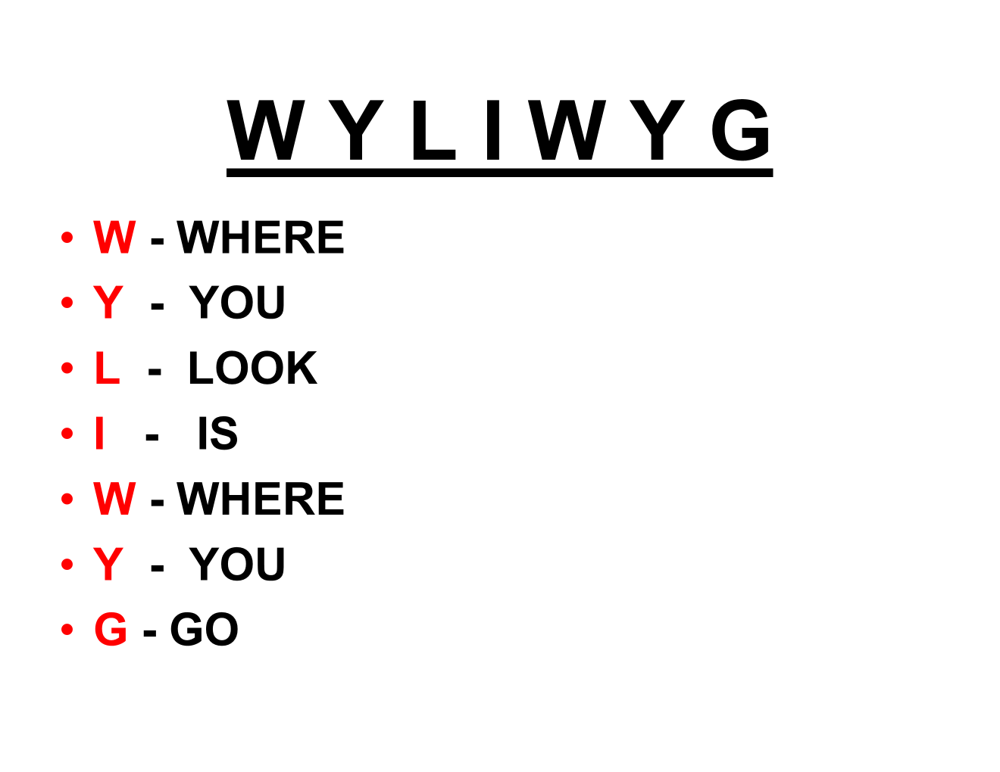 W Y L I W Y G
• W - WHERE
• Y - YOU
• L - LOOK
• I - IS
• W - WHERE
• Y - YOU
• G - GO